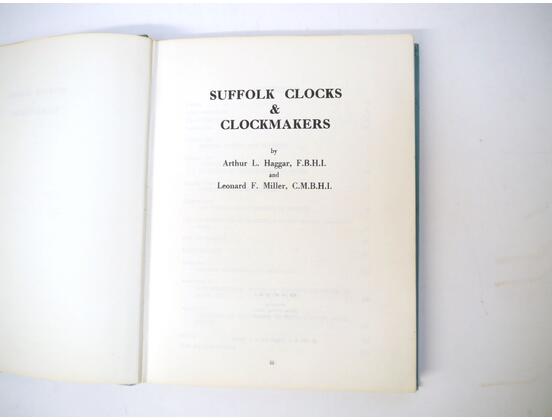 SUFFOLK CLOCKS
&
CLOCKMAKERS
by
Arthur L. Haggar, F.B.H.I.
and
Leonard F. Miller, C.M.B.H.I.
iii